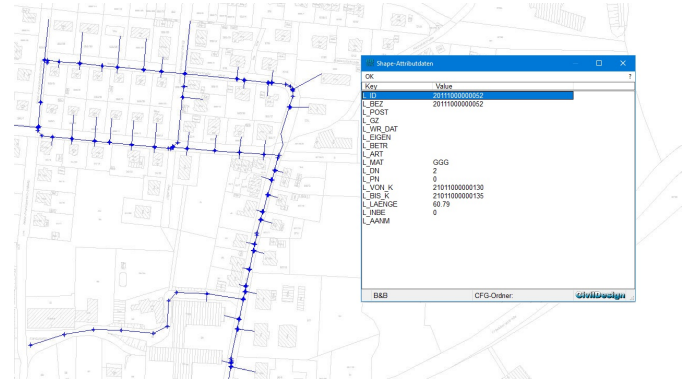 Shape-Attributdaten
OK ?
Key Value
L_ID 20111000000052
L_BEZ 20111000000052
L_POST
L_GZ
L_WR_DAT
L_EIGEN
L_BETR
L_ART
L_MAT GGG
L_DN 2
L_PN 0
L_VON_K 21011000000130
L_BIS_K 21011000000135
L_LAENGE 60.79
L_INBE 0
L_AANM
B&B CFG-Ordner: CivilDesign